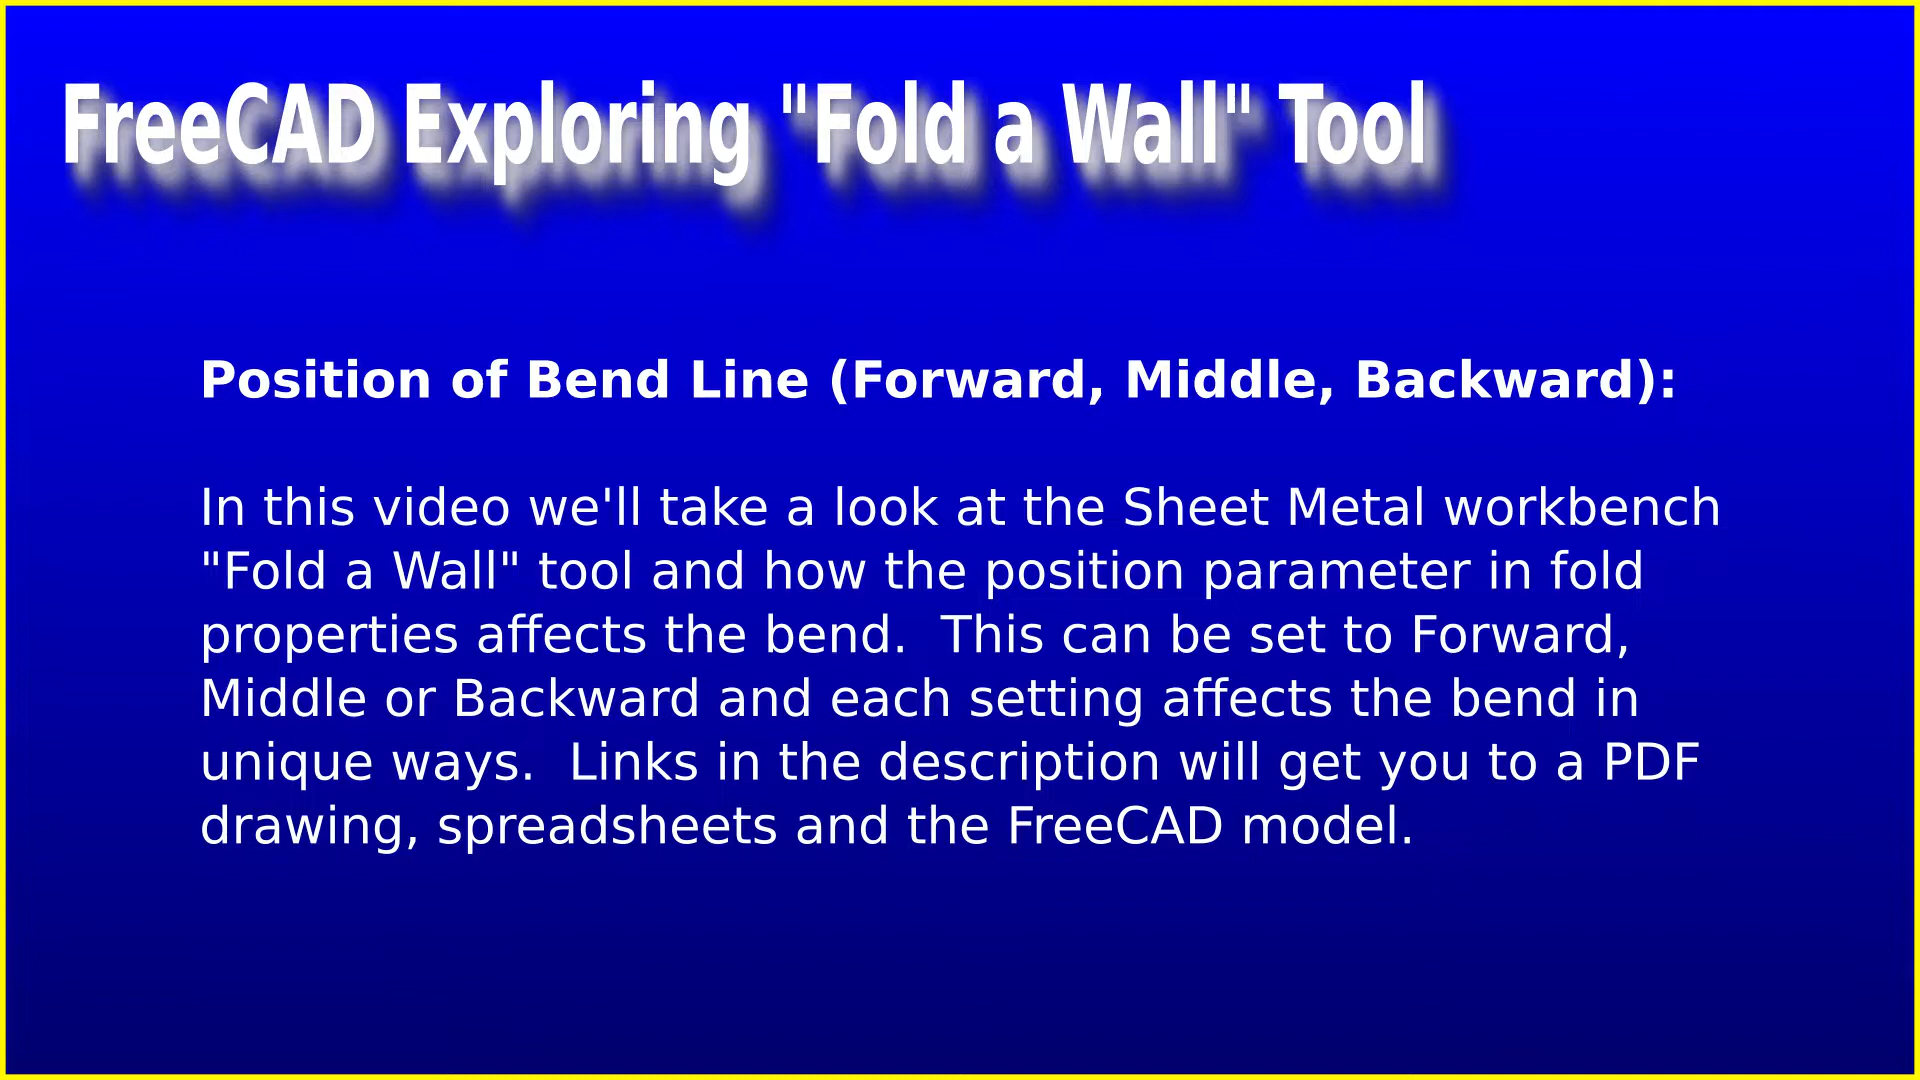 FreeCAD Exploring "Fold a Wall" Tool
Position of Bend Line (Forward, Middle, Backward):
In this video we'll take a look at the Sheet Metal workbench
"Fold a Wall" tool and how the position parameter in fold
properties affects the bend.  This can be set to Forward,
Middle or Backward and each setting affects the bend in
unique ways.  Links in the description will get you to a PDF
drawing, spreadsheets and the FreeCAD model.